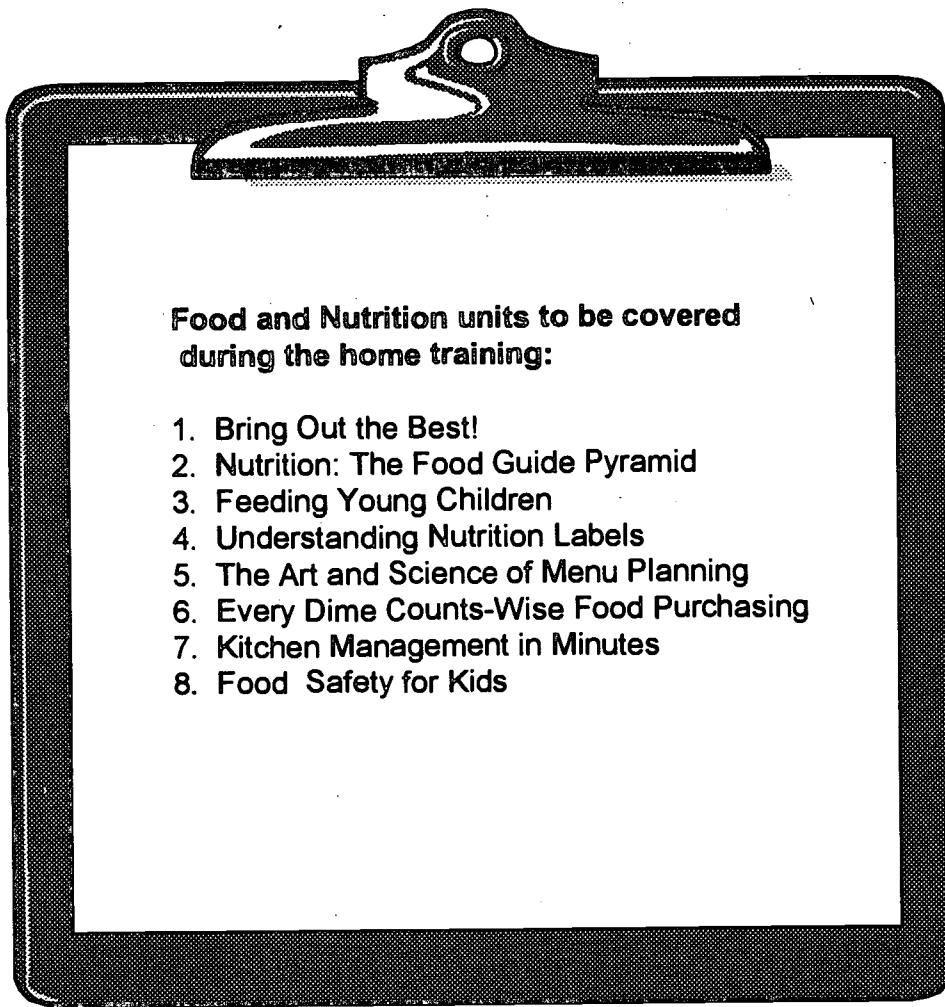 Food and Nutrition units to be covered
during the home training:
1. Bring Out the Best!
2. Nutrition: The Food Guide Pyramid
3. Feeding Young Children
4. Understanding Nutrition Labels
5. The Art and Science of Menu Planning
6. Every Dime Counts-Wise Food Purchasing
7. Kitchen Management in Minutes
8. Food Safety for Kids